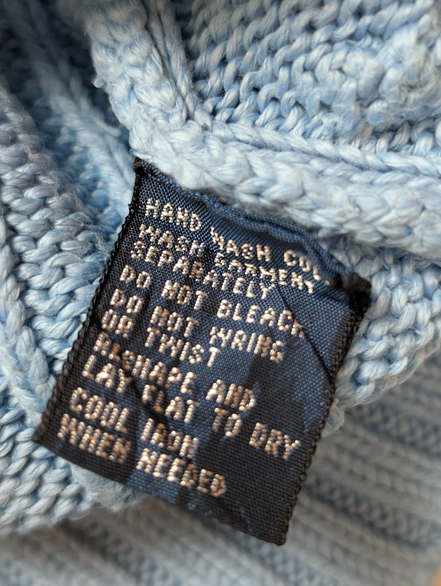 HAND WASH COOL
WASH GARMENT
SEPARATELY
DO NOT BLEACH
DO NOT WRING
OR TWIST
RESHAPE AND
LAY FLAT TO DRY
COOL IRON
WHEN NEEDED